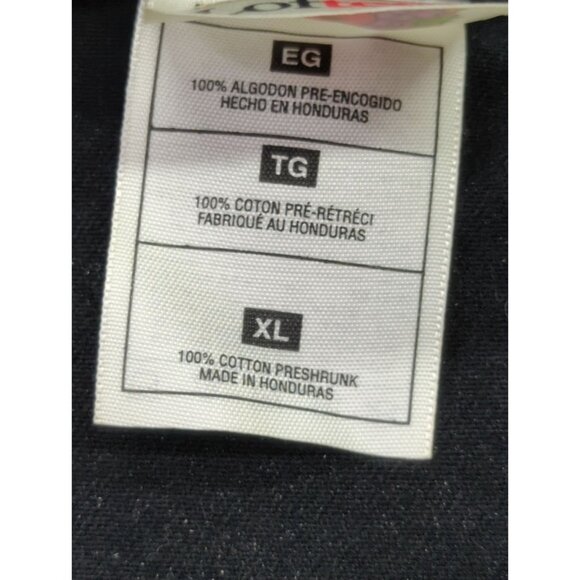 EG
100% ALGODON PRE-ENCOGIDO
HECHO EN HONDURAS
TG
100% COTON PRÉ-RÉTRÉCI
FABRIQUÉ AU HONDURAS
XL
100% COTTON PRESHRUNK
MADE IN HONDURAS